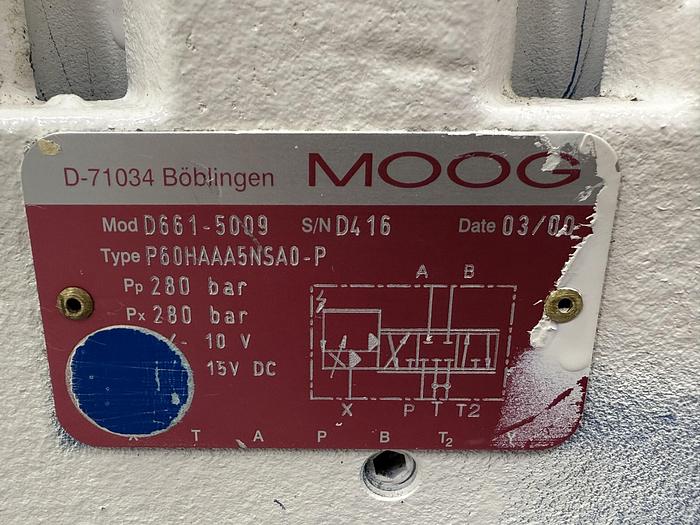 D-71034 Böblingen MOOG
Mod D661-5009 S/N D416 Date 03/00
Type P60HAAA5NSA0-P
Pp 280 bar
Px 280 bar
/- 10 V
15V DC
A B
X P T T2
X T A P B T2 Y